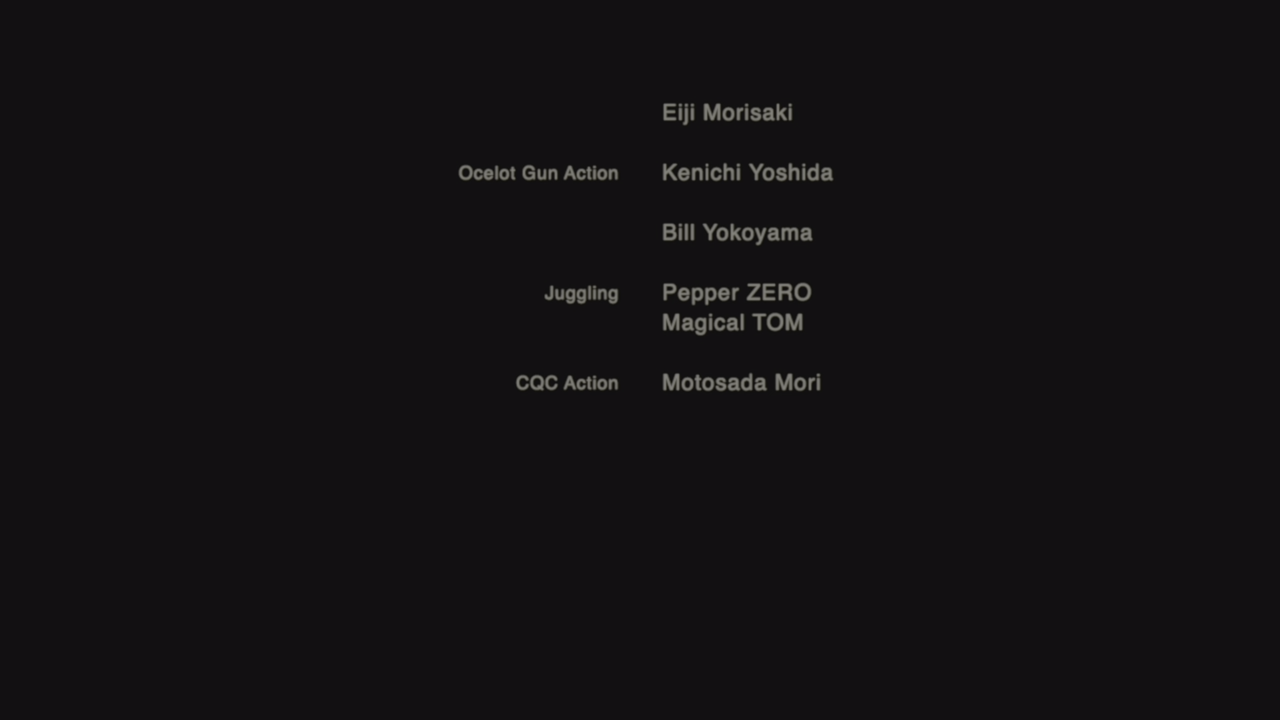 Eiji Morisaki
Ocelot Gun Action Kenichi Yoshida
Bill Yokoyama
Juggling Pepper ZERO
Magical TOM
CQC Action Motosada Mori